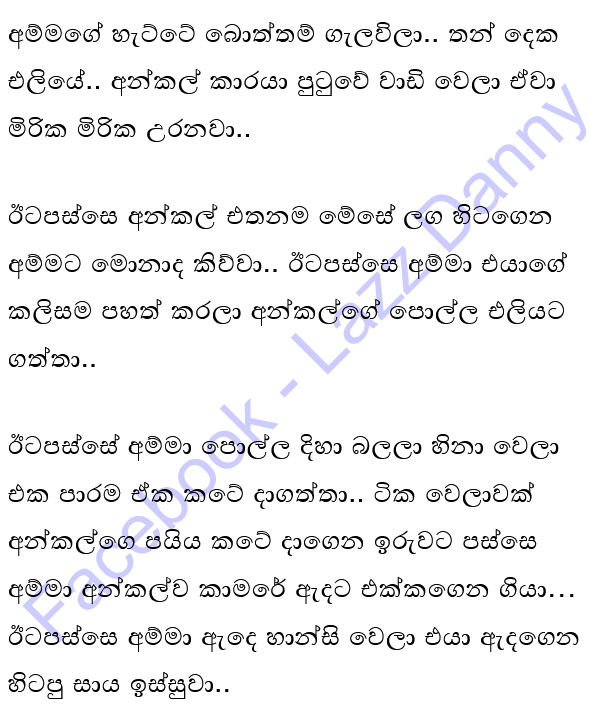 අම්මගේ හැට්ටේ බොත්තම් ගැලවිලා.. තන් දෙක
එලියේ.. අන්කල් කාරයා පුටුවේ වාඩි වෙලා ඒවා
මිරික මිරික උරනවා..
ඊටපස්සෙ අන්කල් එතනම මේසේ ලග හිටගෙන
අම්මට මොනාද කිව්වා.. ඊටපස්සෙ අම්මා එයාගේ
කලිසම පහත් කරලා අන්කල්ගේ පොල්ල එලියට
ගත්තා..
ඊටපස්සේ අම්මා පොල්ල දිහා බලලා හිනා වෙලා
එක පාරම ඒක කටේ දාගත්තා.. ටික වෙලාවක්
අන්කල්ගෙ පයිය කටේ දාගෙන ඉරුවට පස්සෙ
අම්මා අන්කල්ව කාමරේ ඇදට එක්කගෙන ගියා...
ඊටපස්සෙ අම්මා ඇදෙ හාන්සි වෙලා එයා ඇදගෙන
හිටපු සාය ඉස්සුවා..
Facebook - Lazz Danny